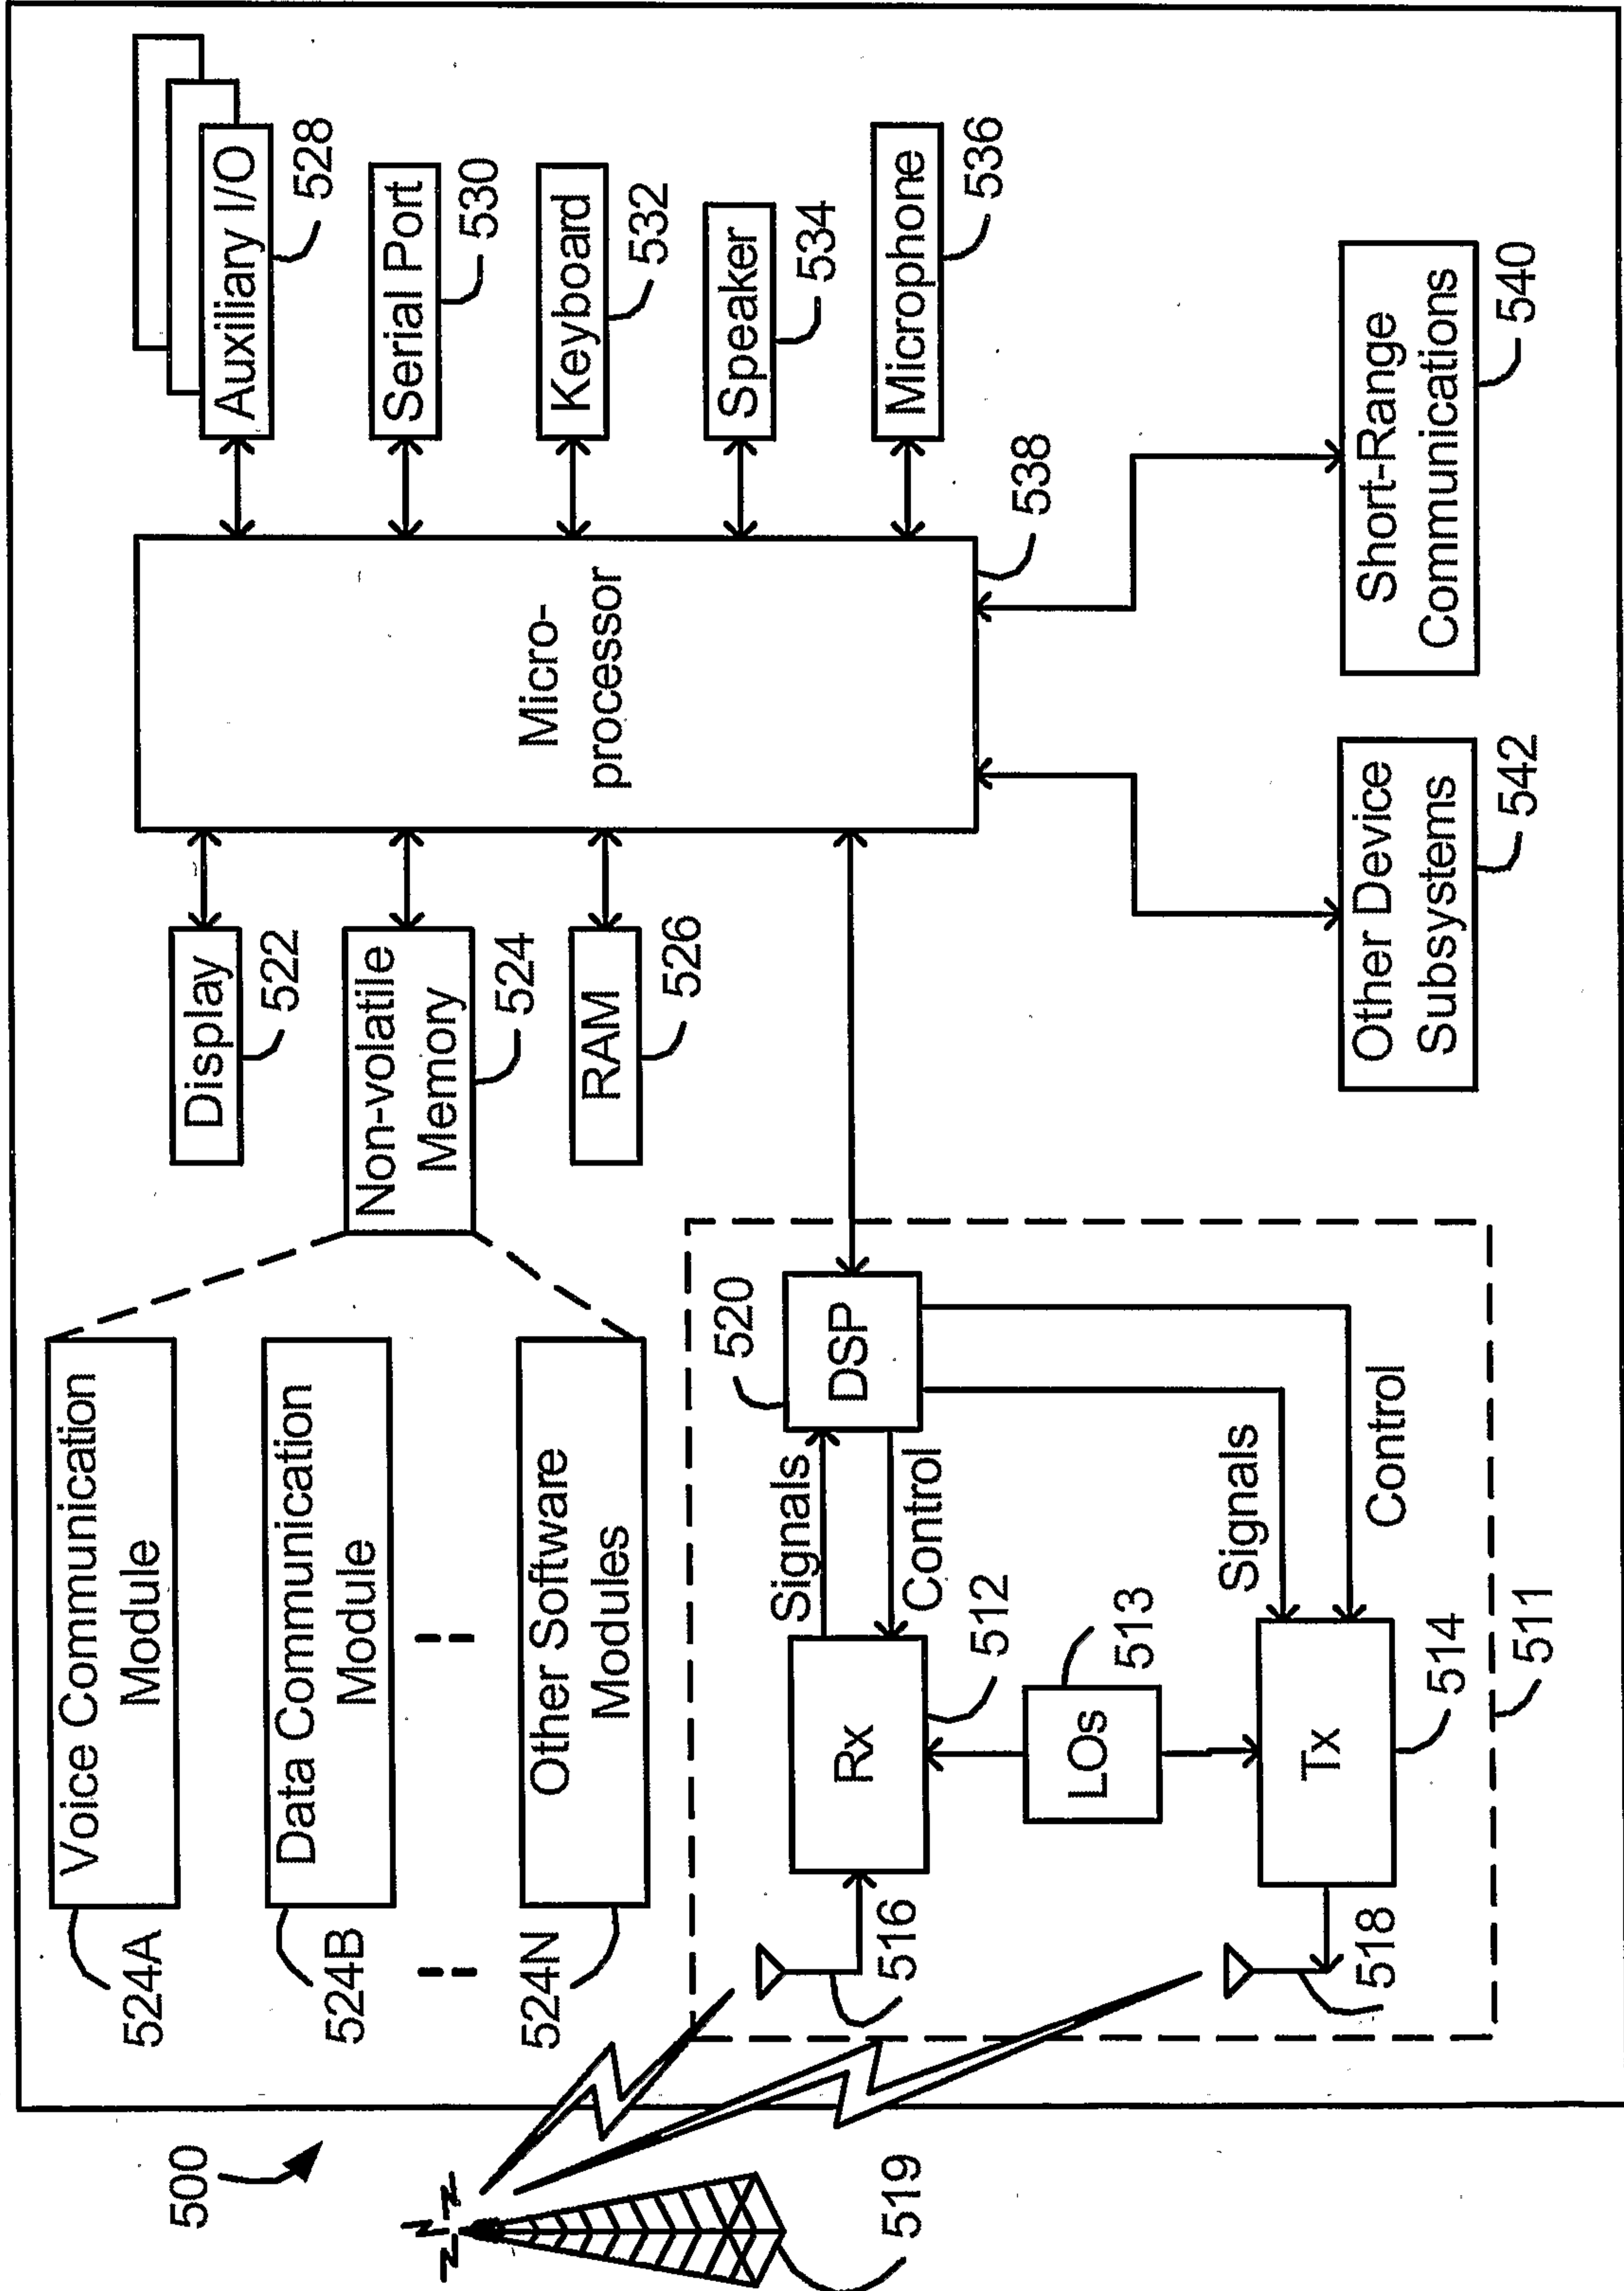 500
519
524A
Voice Communication
Module
524B
Data Communication
Module
524N
Other Software
Modules
Display
522
Non-volatile
Memory
524
RAM
526
Micro-
processor
538
Auxiliary I/O
528
Serial Port
530
Keyboard
532
Speaker
534
Microphone
536
Short-Range
Communications
540
Other Device
Subsystems
542
520
DSP
Signals
Control
Rx
512
LOs
513
Signals
Control
Tx
514
516
518
511